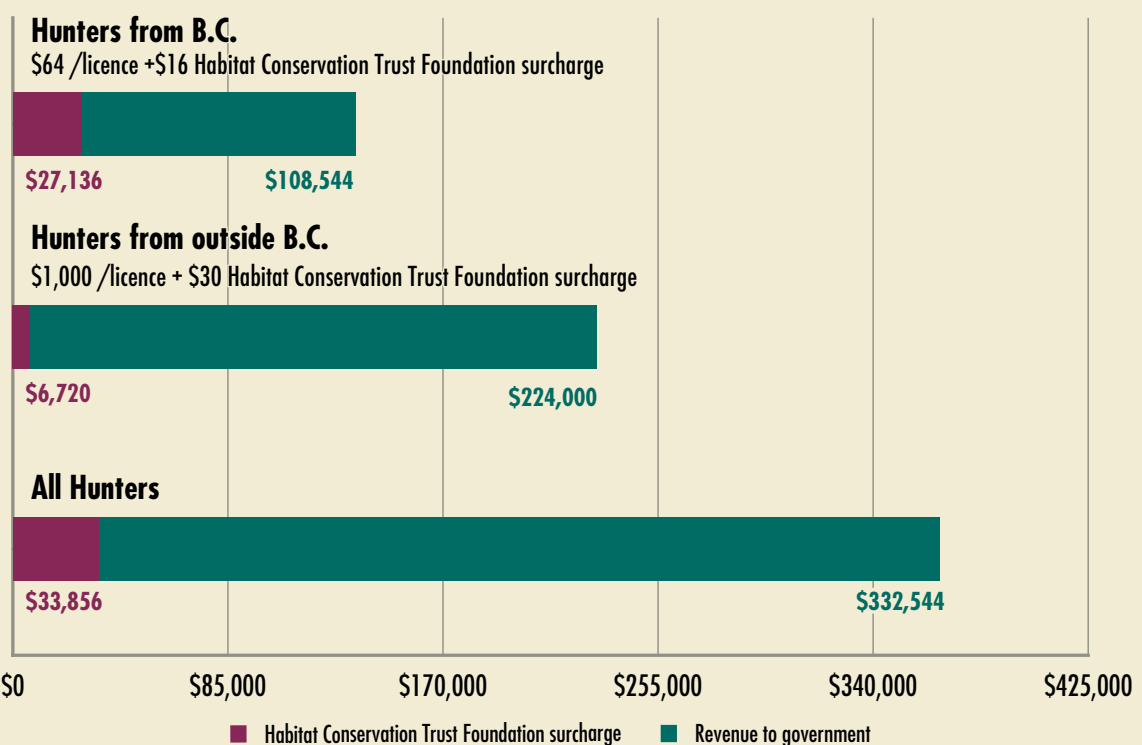 Hunters from B.C.
$64 /licence +$16 Habitat Conservation Trust Foundation surcharge
$27,136 $108,544
Hunters from outside B.C.
$1,000 /licence + $30 Habitat Conservation Trust Foundation surcharge
$6,720 $224,000
All Hunters
$33,856 $332,544
$0 $85,000 $170,000 $255,000 $340,000 $425,000
Habitat Conservation Trust Foundation surcharge Revenue to government